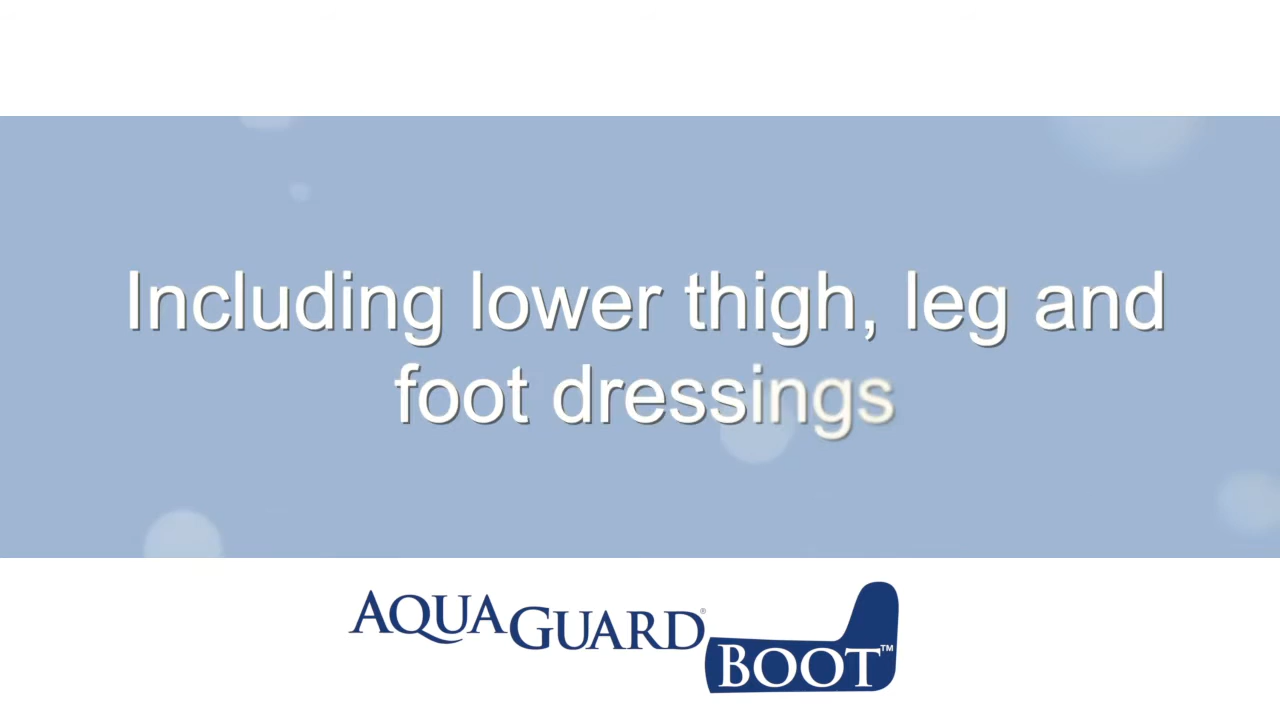 Including lower thigh, leg and
foot dressings
AQUAGUARD®
BOOT™